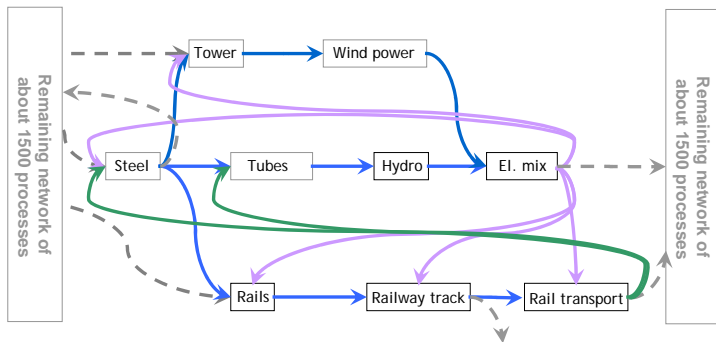 Remaining network of
about 1500 processes
Tower
Wind power
Steel
Tubes
Hydro
El. mix
Rails
Railway track
Rail transport
Remaining network of
about 1500 processes